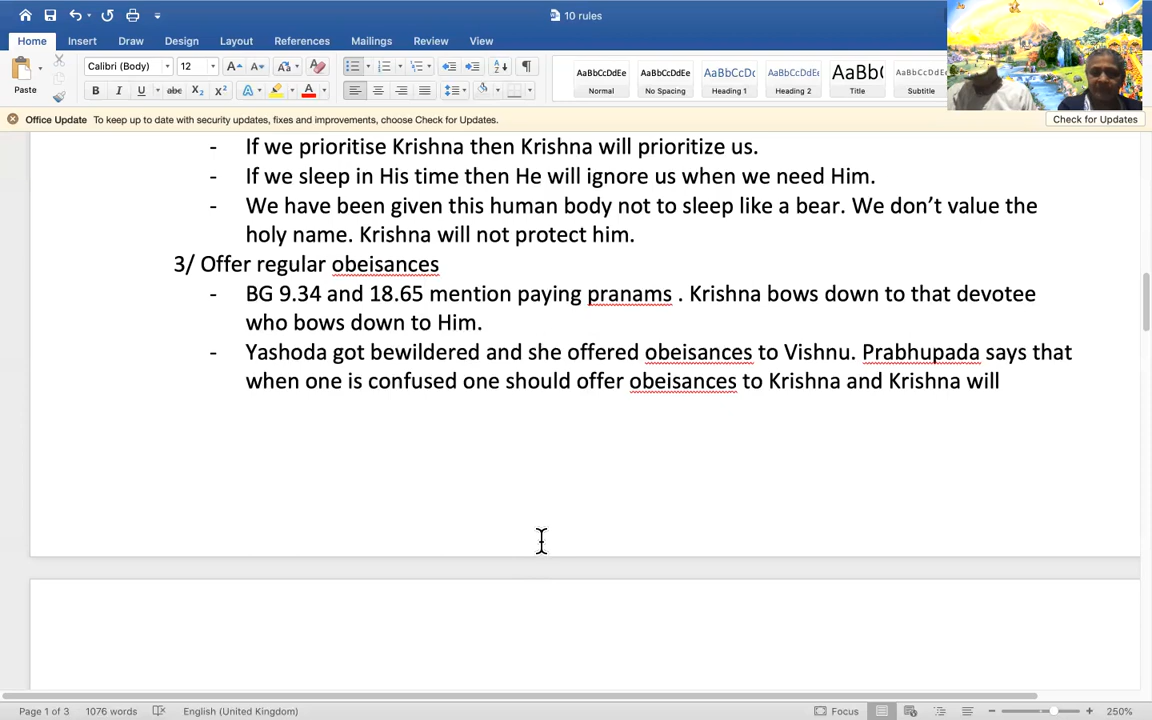 10 rules
Home Insert Draw Design Layout References Mailings Review View
Paste Calibri (Body) 12 AaBbCcDdEe Normal AaBbCcDdEe No Spacing AaBbCcDc Heading 1 AaBbCcDdEe Heading 2 AaBb( Title AaBbCcDdEe Subtitle
Office Update To keep up to date with security updates, fixes and improvements, choose Check for Updates. Check for Updates
- If we prioritise Krishna then Krishna will prioritize us.
- If we sleep in His time then He will ignore us when we need Him.
- We have been given this human body not to sleep like a bear. We don’t value the
holy name. Krishna will not protect him.
3/ Offer regular obeisances
- BG 9.34 and 18.65 mention paying pranams . Krishna bows down to that devotee
who bows down to Him.
- Yashoda got bewildered and she offered obeisances to Vishnu. Prabhupada says that
when one is confused one should offer obeisances to Krishna and Krishna will
Page 1 of 3 1076 words English (United Kingdom) Focus 250%